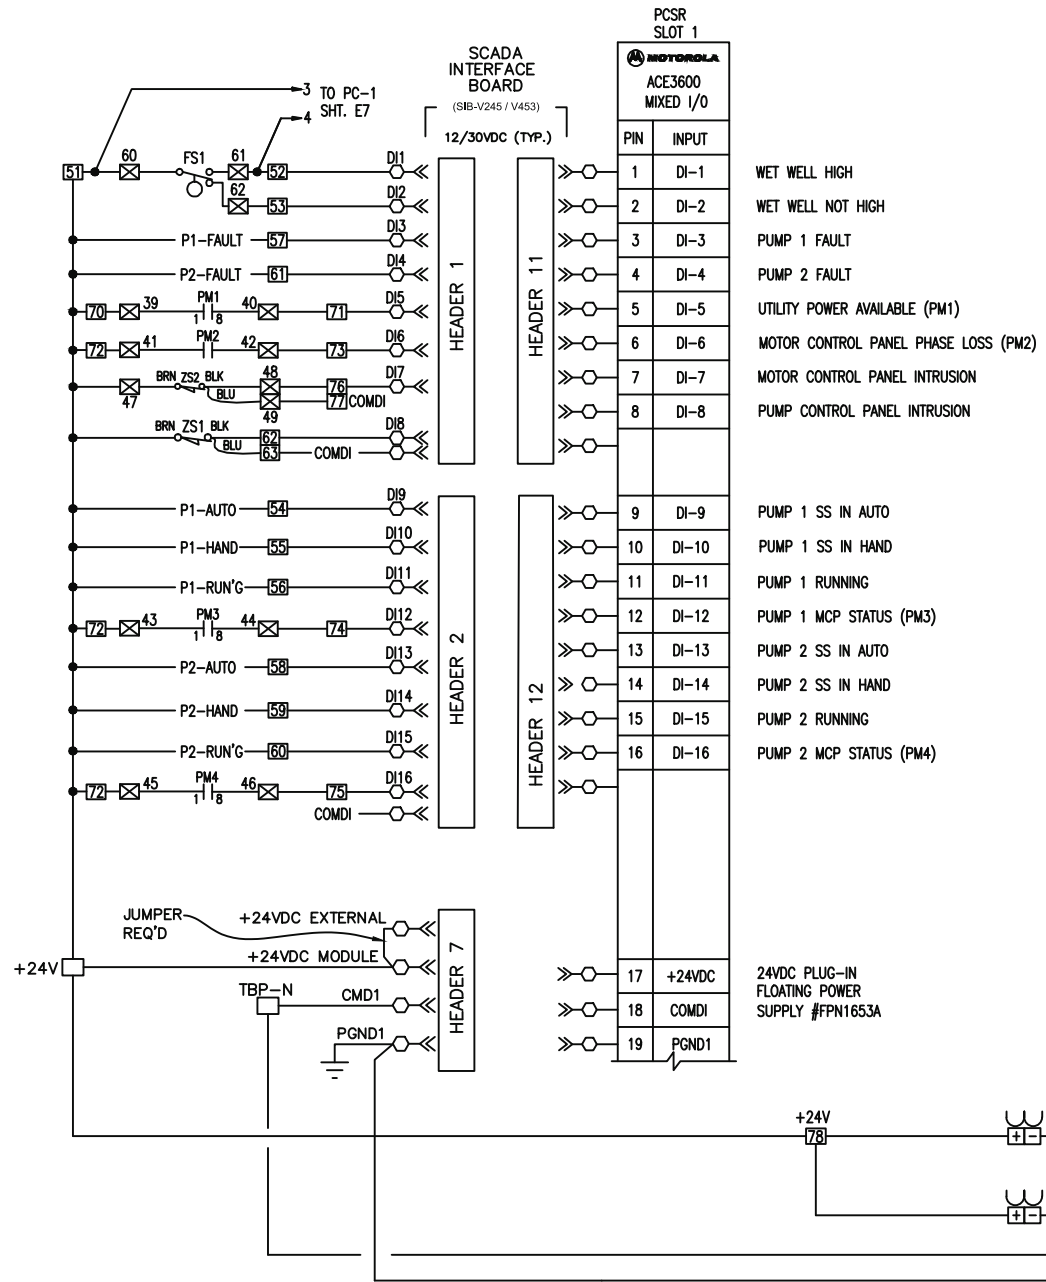 PCSR
SLOT 1
MOTOROLA
ACE3600
MIXED I/O
PIN INPUT
SCADA
INTERFACE
BOARD
(SIB-V245 / V453)
12/30VDC (TYP.)
3 TO PC-1
4 SHT. E7
51 60 FS1 61 52 DI1 1 DI-1 WET WELL HIGH
62 53 DI2 2 DI-2 WET WELL NOT HIGH
P1-FAULT 57 DI3 3 DI-3 PUMP 1 FAULT
P2-FAULT 61 DI4 4 DI-4 PUMP 2 FAULT
70 39 PM1 1 8 40 71 DI5 5 DI-5 UTILITY POWER AVAILABLE (PM1)
72 41 PM2 42 73 DI6 6 DI-6 MOTOR CONTROL PANEL PHASE LOSS (PM2)
47 BRN ZS2 BLK 48 76 DI7 7 DI-7 MOTOR CONTROL PANEL INTRUSION
BLU 49 77 COMDI
8 DI-8 PUMP CONTROL PANEL INTRUSION
BRN ZS1 BLK 62 DI8
BLU 63 COMDI
HEADER 1
HEADER 11
P1-AUTO 54 DI9 9 DI-9 PUMP 1 SS IN AUTO
P1-HAND 55 DI10 10 DI-10 PUMP 1 SS IN HAND
P1-RUN'G 56 DI11 11 DI-11 PUMP 1 RUNNING
72 43 PM3 1 8 44 74 DI12 12 DI-12 PUMP 1 MCP STATUS (PM3)
P2-AUTO 58 DI13 13 DI-13 PUMP 2 SS IN AUTO
P2-HAND 59 DI14 14 DI-14 PUMP 2 SS IN HAND
P2-RUN'G 60 DI15 15 DI-15 PUMP 2 RUNNING
72 45 PM4 1 8 46 75 DI16 16 DI-16 PUMP 2 MCP STATUS (PM4)
COMDI
HEADER 2
HEADER 12
JUMPER
REQ'D
+24VDC EXTERNAL
+24V +24VDC MODULE 17 +24VDC 24VDC PLUG-IN
FLOATING POWER
TBP-N CMD1 18 COMDI SUPPLY #FPN1653A
PGND1 19 PGND1
HEADER 7
+24V
78 + -
+ -